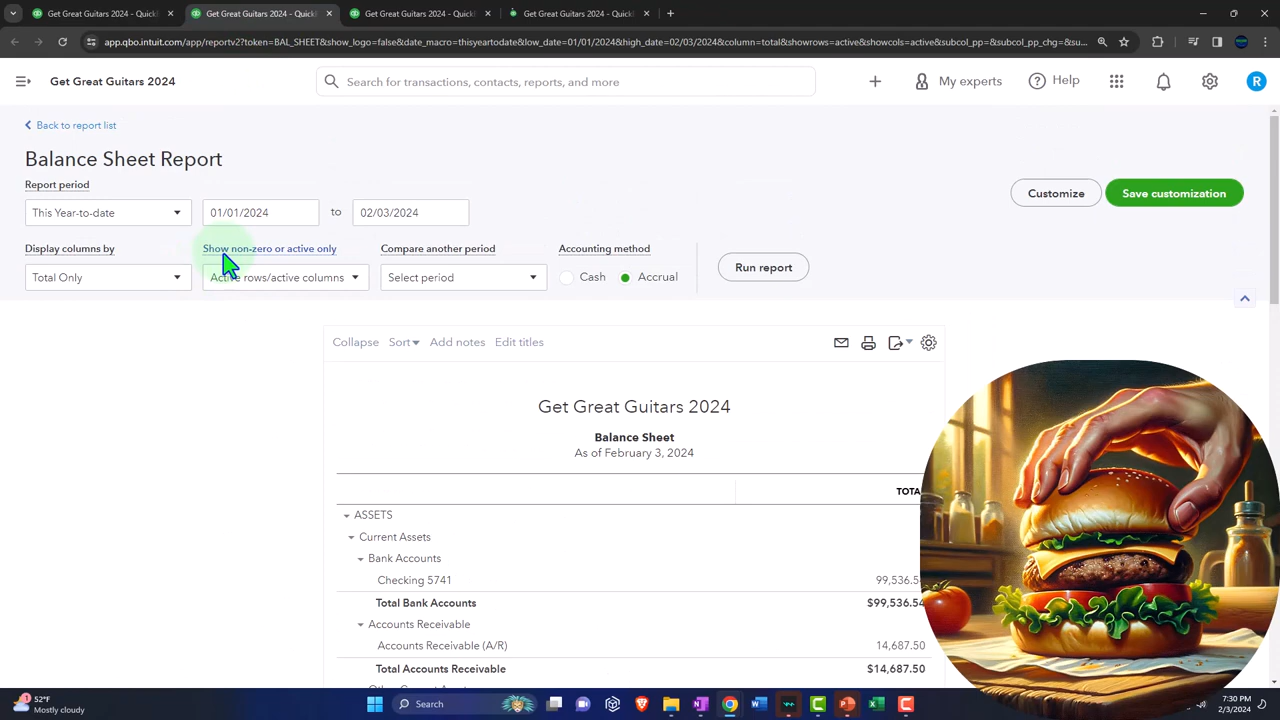 Get Great Guitars 2024 - QuickB
Get Great Guitars 2024 - QuickB
Get Great Guitars 2024 - QuickB
Get Great Guitars 2024 - QuickB
app.qbo.intuit.com/app/reportv2?token=BAL_SHEET&show_logo=false&date_macro=thisyeartodate&low_date=01/01/2024&high_date=02/03/2024&column=total&showrows=active&showcols=active&subcol_pp=&subcol_pp_chg=&su...
Get Great Guitars 2024
Search for transactions, contacts, reports, and more
My experts
Help
R
Back to report list
Balance Sheet Report
Report period
This Year-to-date
01/01/2024
to
02/03/2024
Customize
Save customization
Display columns by
Show non-zero or active only
Compare another period
Accounting method
Total Only
Active rows/active columns
Select period
Cash
Accrual
Run report
Collapse
Sort
Add notes
Edit titles
Get Great Guitars 2024
Balance Sheet
As of February 3, 2024
TOTA
ASSETS
Current Assets
Bank Accounts
Checking 5741
99,536.5
Total Bank Accounts
$99,536.54
Accounts Receivable
Accounts Receivable (A/R)
14,687.50
Total Accounts Receivable
$14,687.50
52°F
Mostly cloudy
Search
7:30 PM
2/3/2024